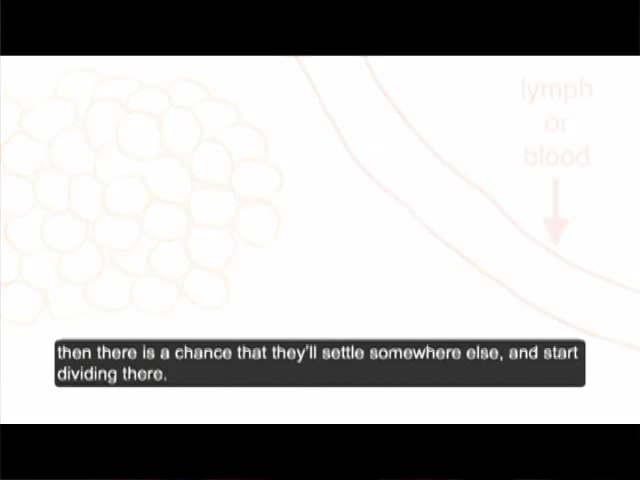 lymph
or
blood
then there is a chance that they'll settle somewhere else, and start
dividing there.